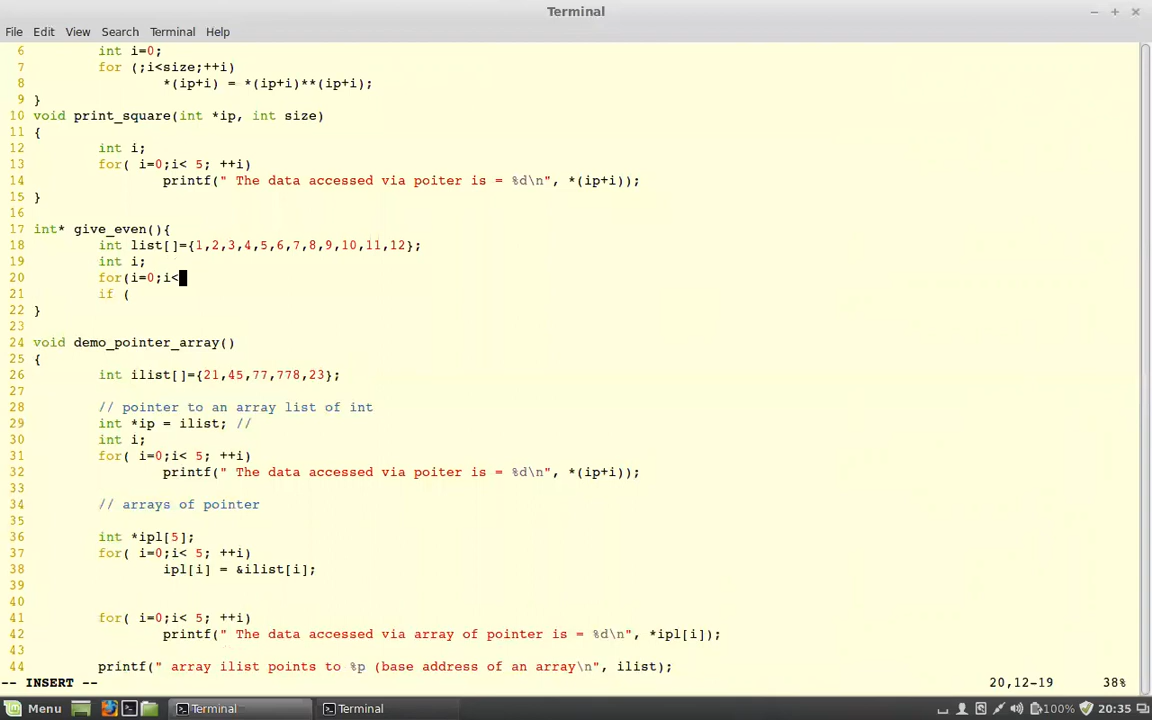 Terminal
File Edit View Search Terminal Help
6 int i=0;
7 for (;i<size;++i)
8 *(ip+i) = *(ip+i)**(ip+i);
9 }
10 void print_square(int *ip, int size)
11 {
12 int i;
13 for( i=0;i< 5; ++i)
14 printf(" The data accessed via poiter is = %d\n", *(ip+i));
15 }
16
17 int* give_even(){
18 int list[]={1,2,3,4,5,6,7,8,9,10,11,12};
19 int i;
20 for(i=0;i<
21 if (
22 }
23
24 void demo_pointer_array()
25 {
26 int ilist[]={21,45,77,778,23};
27
28 // pointer to an array list of int
29 int *ip = ilist; //
30 int i;
31 for( i=0;i< 5; ++i)
32 printf(" The data accessed via poiter is = %d\n", *(ip+i));
33
34 // arrays of pointer
35
36 int *ipl[5];
37 for( i=0;i< 5; ++i)
38 ipl[i] = &ilist[i];
39
40
41 for( i=0;i< 5; ++i)
42 printf(" The data accessed via array of pointer is = %d\n", *ipl[i]);
43
44 printf(" array ilist points to %p (base address of an array\n", ilist);
-- INSERT -- 20,12-19 38%
Menu Terminal Terminal 100% 20:35